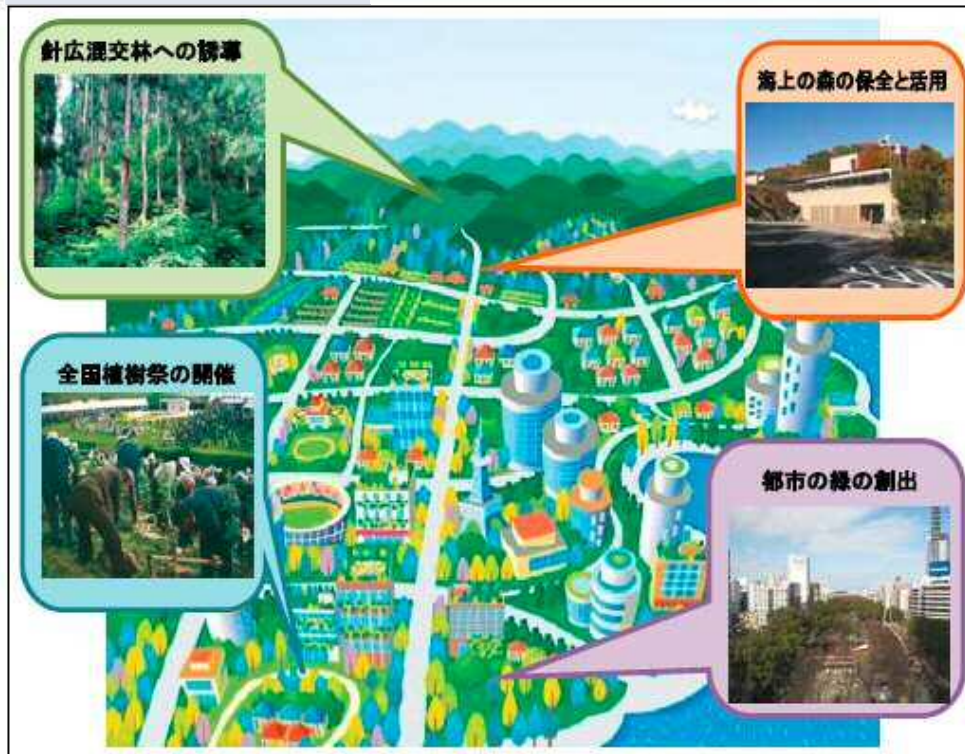 針広混交林への誘導
海上の森の保全と活用
全国植樹祭の開催
都市の緑の創出